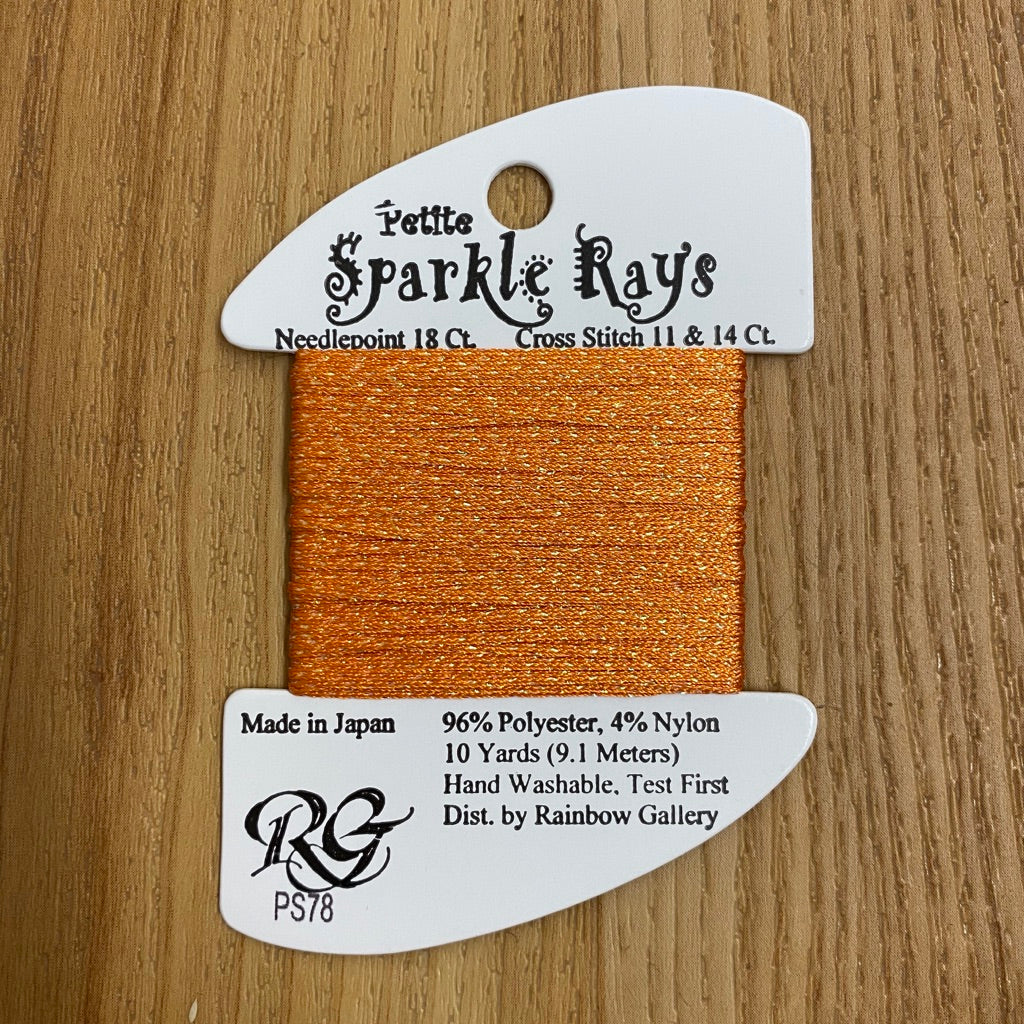 Petite
Sparkle Rays
Needlepoint 18 Ct. Cross Stitch 11 & 14 Ct.
Made in Japan
96% Polyester, 4% Nylon
10 Yards (9.1 Meters)
Hand Washable, Test First
Dist. by Rainbow Gallery
RG
PS78